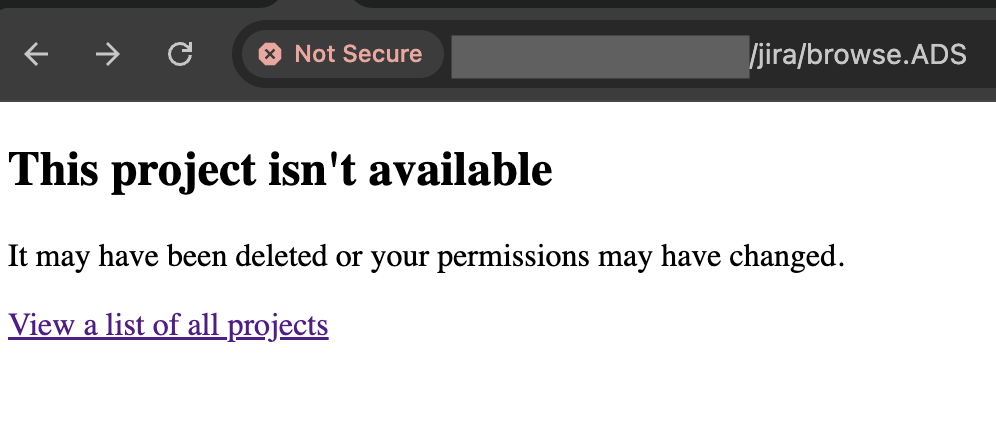 Not Secure /jira/browse.ADS
This project isn't available
It may have been deleted or your permissions may have changed.
View a list of all projects